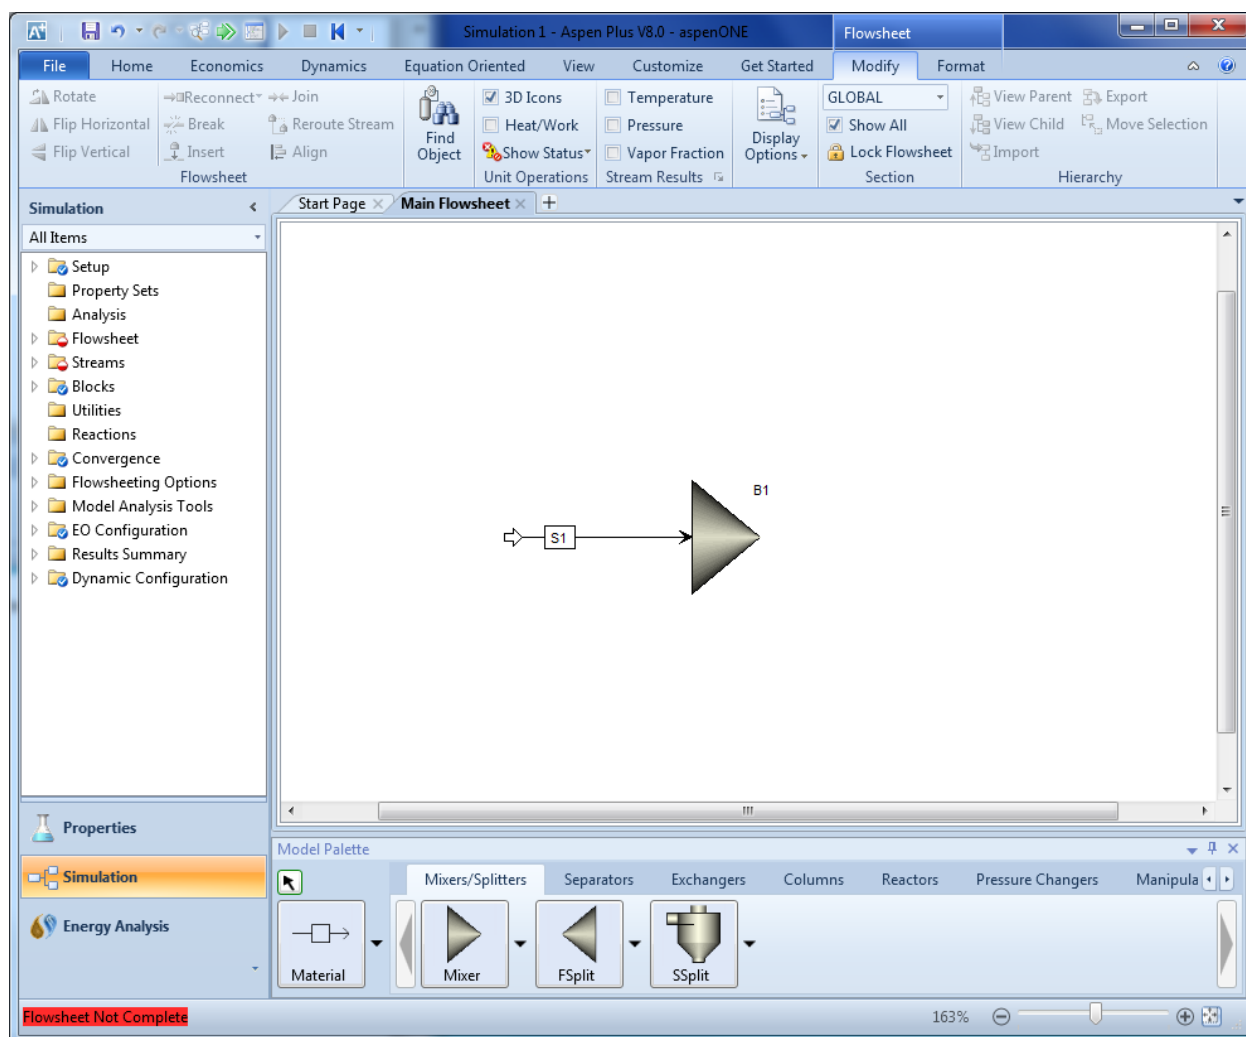 Simulation 1 - Aspen Plus V8.0 - aspenONE
Flowsheet
File Home Economics Dynamics Equation Oriented View Customize Get Started Modify Format
Rotate
Flip Horizontal
Flip Vertical
Reconnect
Break
Insert
Join
Reroute Stream
Align
Flowsheet
Find
Object
3D Icons
Heat/Work
Show Status
Unit Operations
Temperature
Pressure
Vapor Fraction
Stream Results
Display
Options
GLOBAL
Show All
Lock Flowsheet
Section
View Parent
View Child
Import
Export
Move Selection
Hierarchy
Simulation
All Items
Setup
Property Sets
Analysis
Flowsheet
Streams
Blocks
Utilities
Reactions
Convergence
Flowsheeting Options
Model Analysis Tools
EO Configuration
Results Summary
Dynamic Configuration
Properties
Simulation
Energy Analysis
Start Page
Main Flowsheet
B1
S1
Model Palette
Mixers/Splitters Separators Exchangers Columns Reactors Pressure Changers Manipula
Material
Mixer
FSplit
SSplit
Flowsheet Not Complete
163%